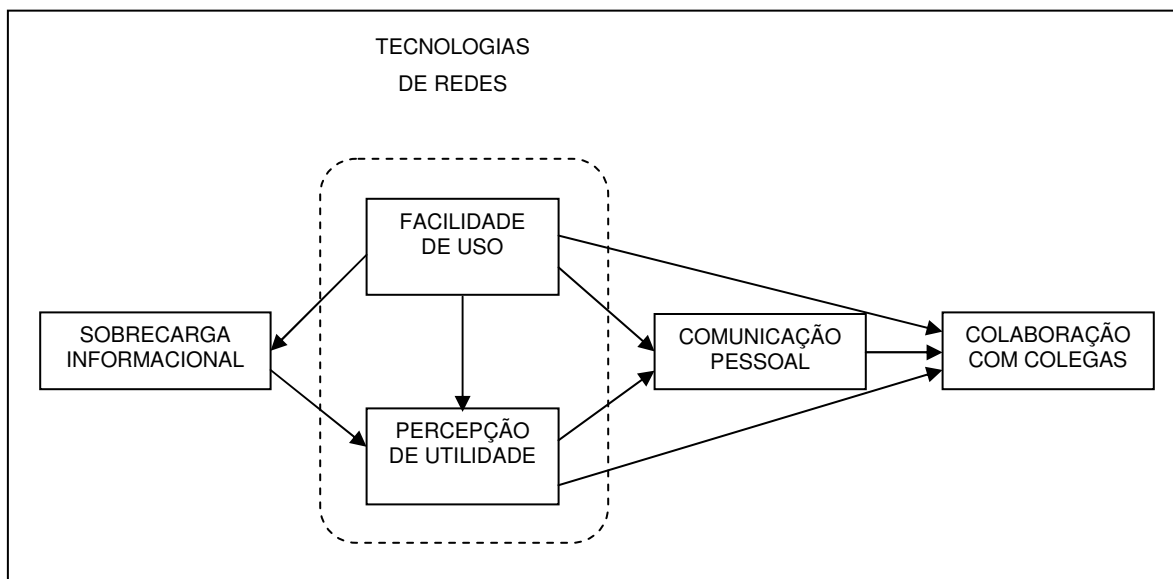 TECNOLOGIAS
DE REDES
FACILIDADE
DE USO
SOBRECARGA
INFORMACIONAL
COMUNICAÇÃO
PESSOAL
COLABORAÇÃO
COM COLEGAS
PERCEPÇÃO
DE UTILIDADE